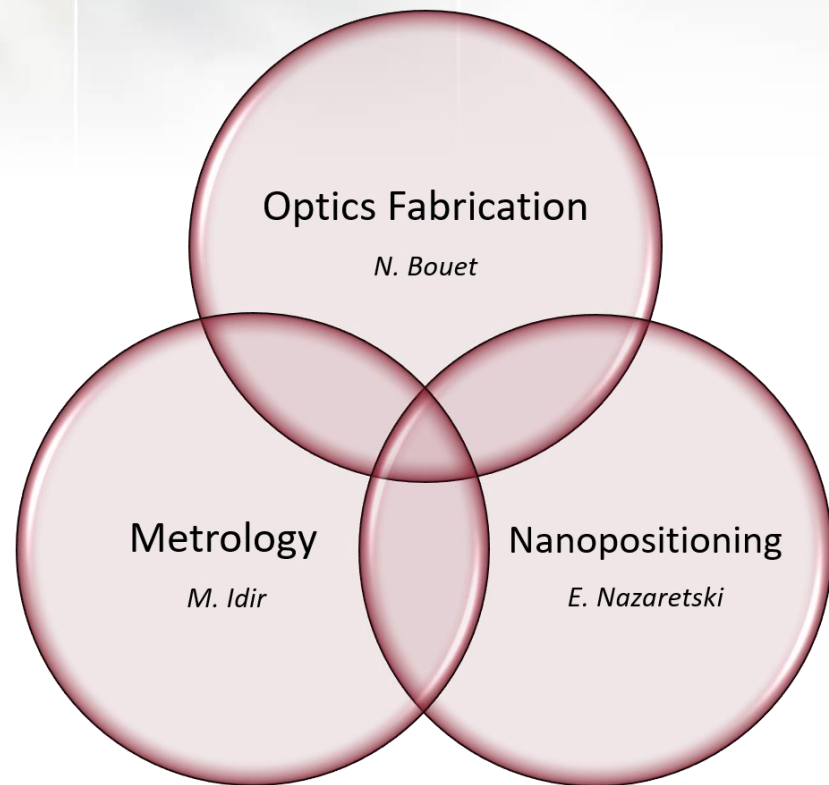 Optics Fabrication
N. Bouet
Metrology
M. Idir
Nanopositioning
E. Nazaretski